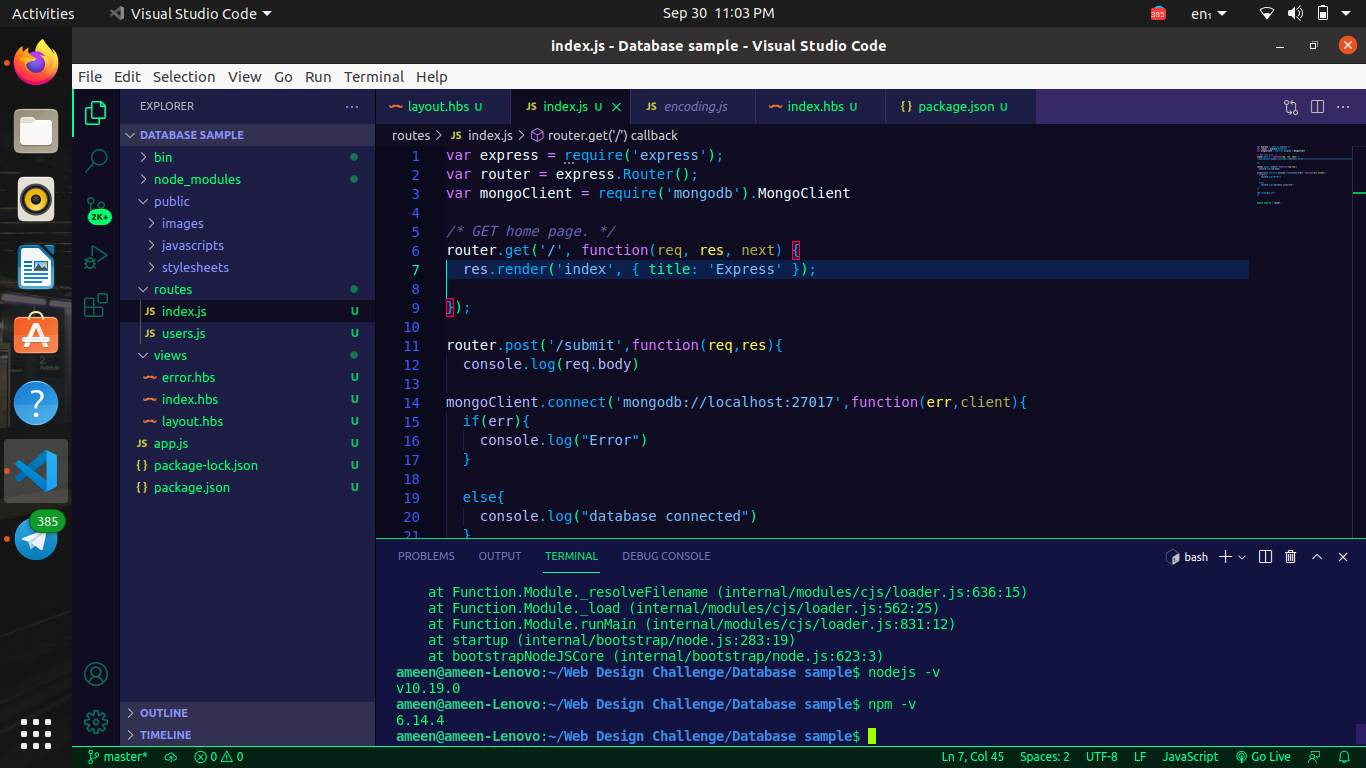 Activities
Visual Studio Code
Sep 30 11:03 PM
385
en₁
index.js - Database sample - Visual Studio Code
File Edit Selection View Go Run Terminal Help
EXPLORER
layout.hbs U
JS index.js U
JS encoding.js
index.hbs U
{} package.json U
routes > JS index.js > router.get('/') callback
DATABASE SAMPLE
bin
node_modules
public
images
javascripts
stylesheets
routes
JS index.js U
JS users.js U
views
error.hbs U
index.hbs U
layout.hbs U
JS app.js U
{} package-lock.json U
{} package.json U
OUTLINE
TIMELINE
2K+
385
1 var express = require('express');
2 var router = express.Router();
3 var mongoClient = require('mongodb').MongoClient
4
5 /* GET home page. */
6 router.get('/', function(req, res, next) {
7   res.render('index', { title: 'Express' });
8
9 });
10
11 router.post('/submit',function(req,res){
12   console.log(req.body)
13
14 mongoClient.connect('mongodb://localhost:27017',function(err,client){
15   if(err){
16     console.log("Error")
17   }
18
19   else{
20     console.log("database connected")
21   }
PROBLEMS OUTPUT TERMINAL DEBUG CONSOLE
bash
    at Function.Module._resolveFilename (internal/modules/cjs/loader.js:636:15)
    at Function.Module._load (internal/modules/cjs/loader.js:562:25)
    at Function.Module.runMain (internal/modules/cjs/loader.js:831:12)
    at startup (internal/bootstrap/node.js:283:19)
    at bootstrapNodeJSCore (internal/bootstrap/node.js:623:3)
ameen@ameen-Lenovo:~/Web Design Challenge/Database sample$ nodejs -v
v10.19.0
ameen@ameen-Lenovo:~/Web Design Challenge/Database sample$ npm -v
6.14.4
ameen@ameen-Lenovo:~/Web Design Challenge/Database sample$
master* 0 0 Ln 7, Col 45 Spaces: 2 UTF-8 LF JavaScript Go Live